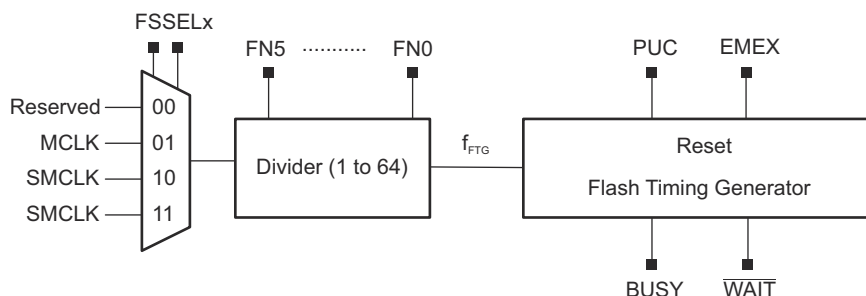 FSSELx
FN5 ........... FN0
PUC EMEX
Reserved 00
MCLK 01
SMCLK 10
SMCLK 11
Divider (1 to 64)
fFTG
Reset
Flash Timing Generator
BUSY WAIT